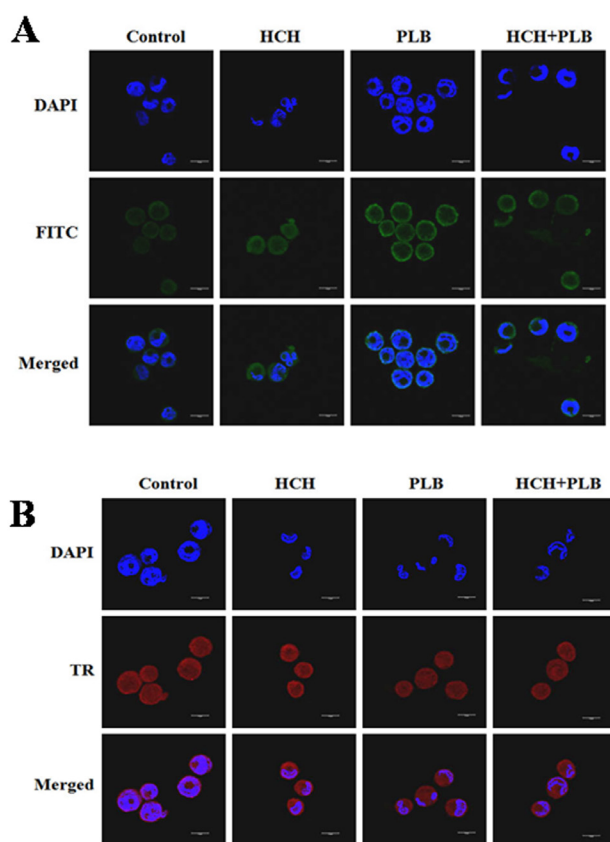 A
Control HCH PLB HCH+PLB
DAPI
FITC
Merged
B
Control HCH PLB HCH+PLB
DAPI
TR
Merged